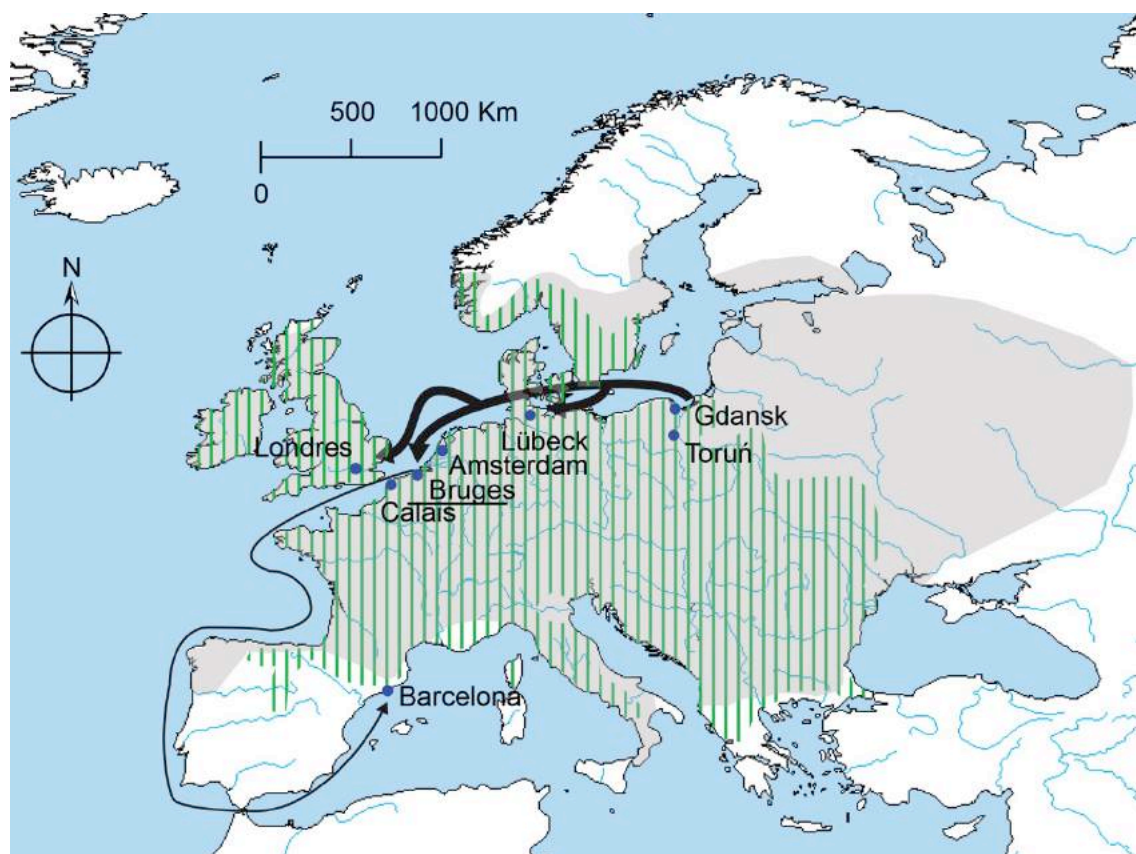 500 1000 Km
0
N
Londres
Lübeck
Gdansk
Toruń
Amsterdam
Bruges
Calais
Barcelona